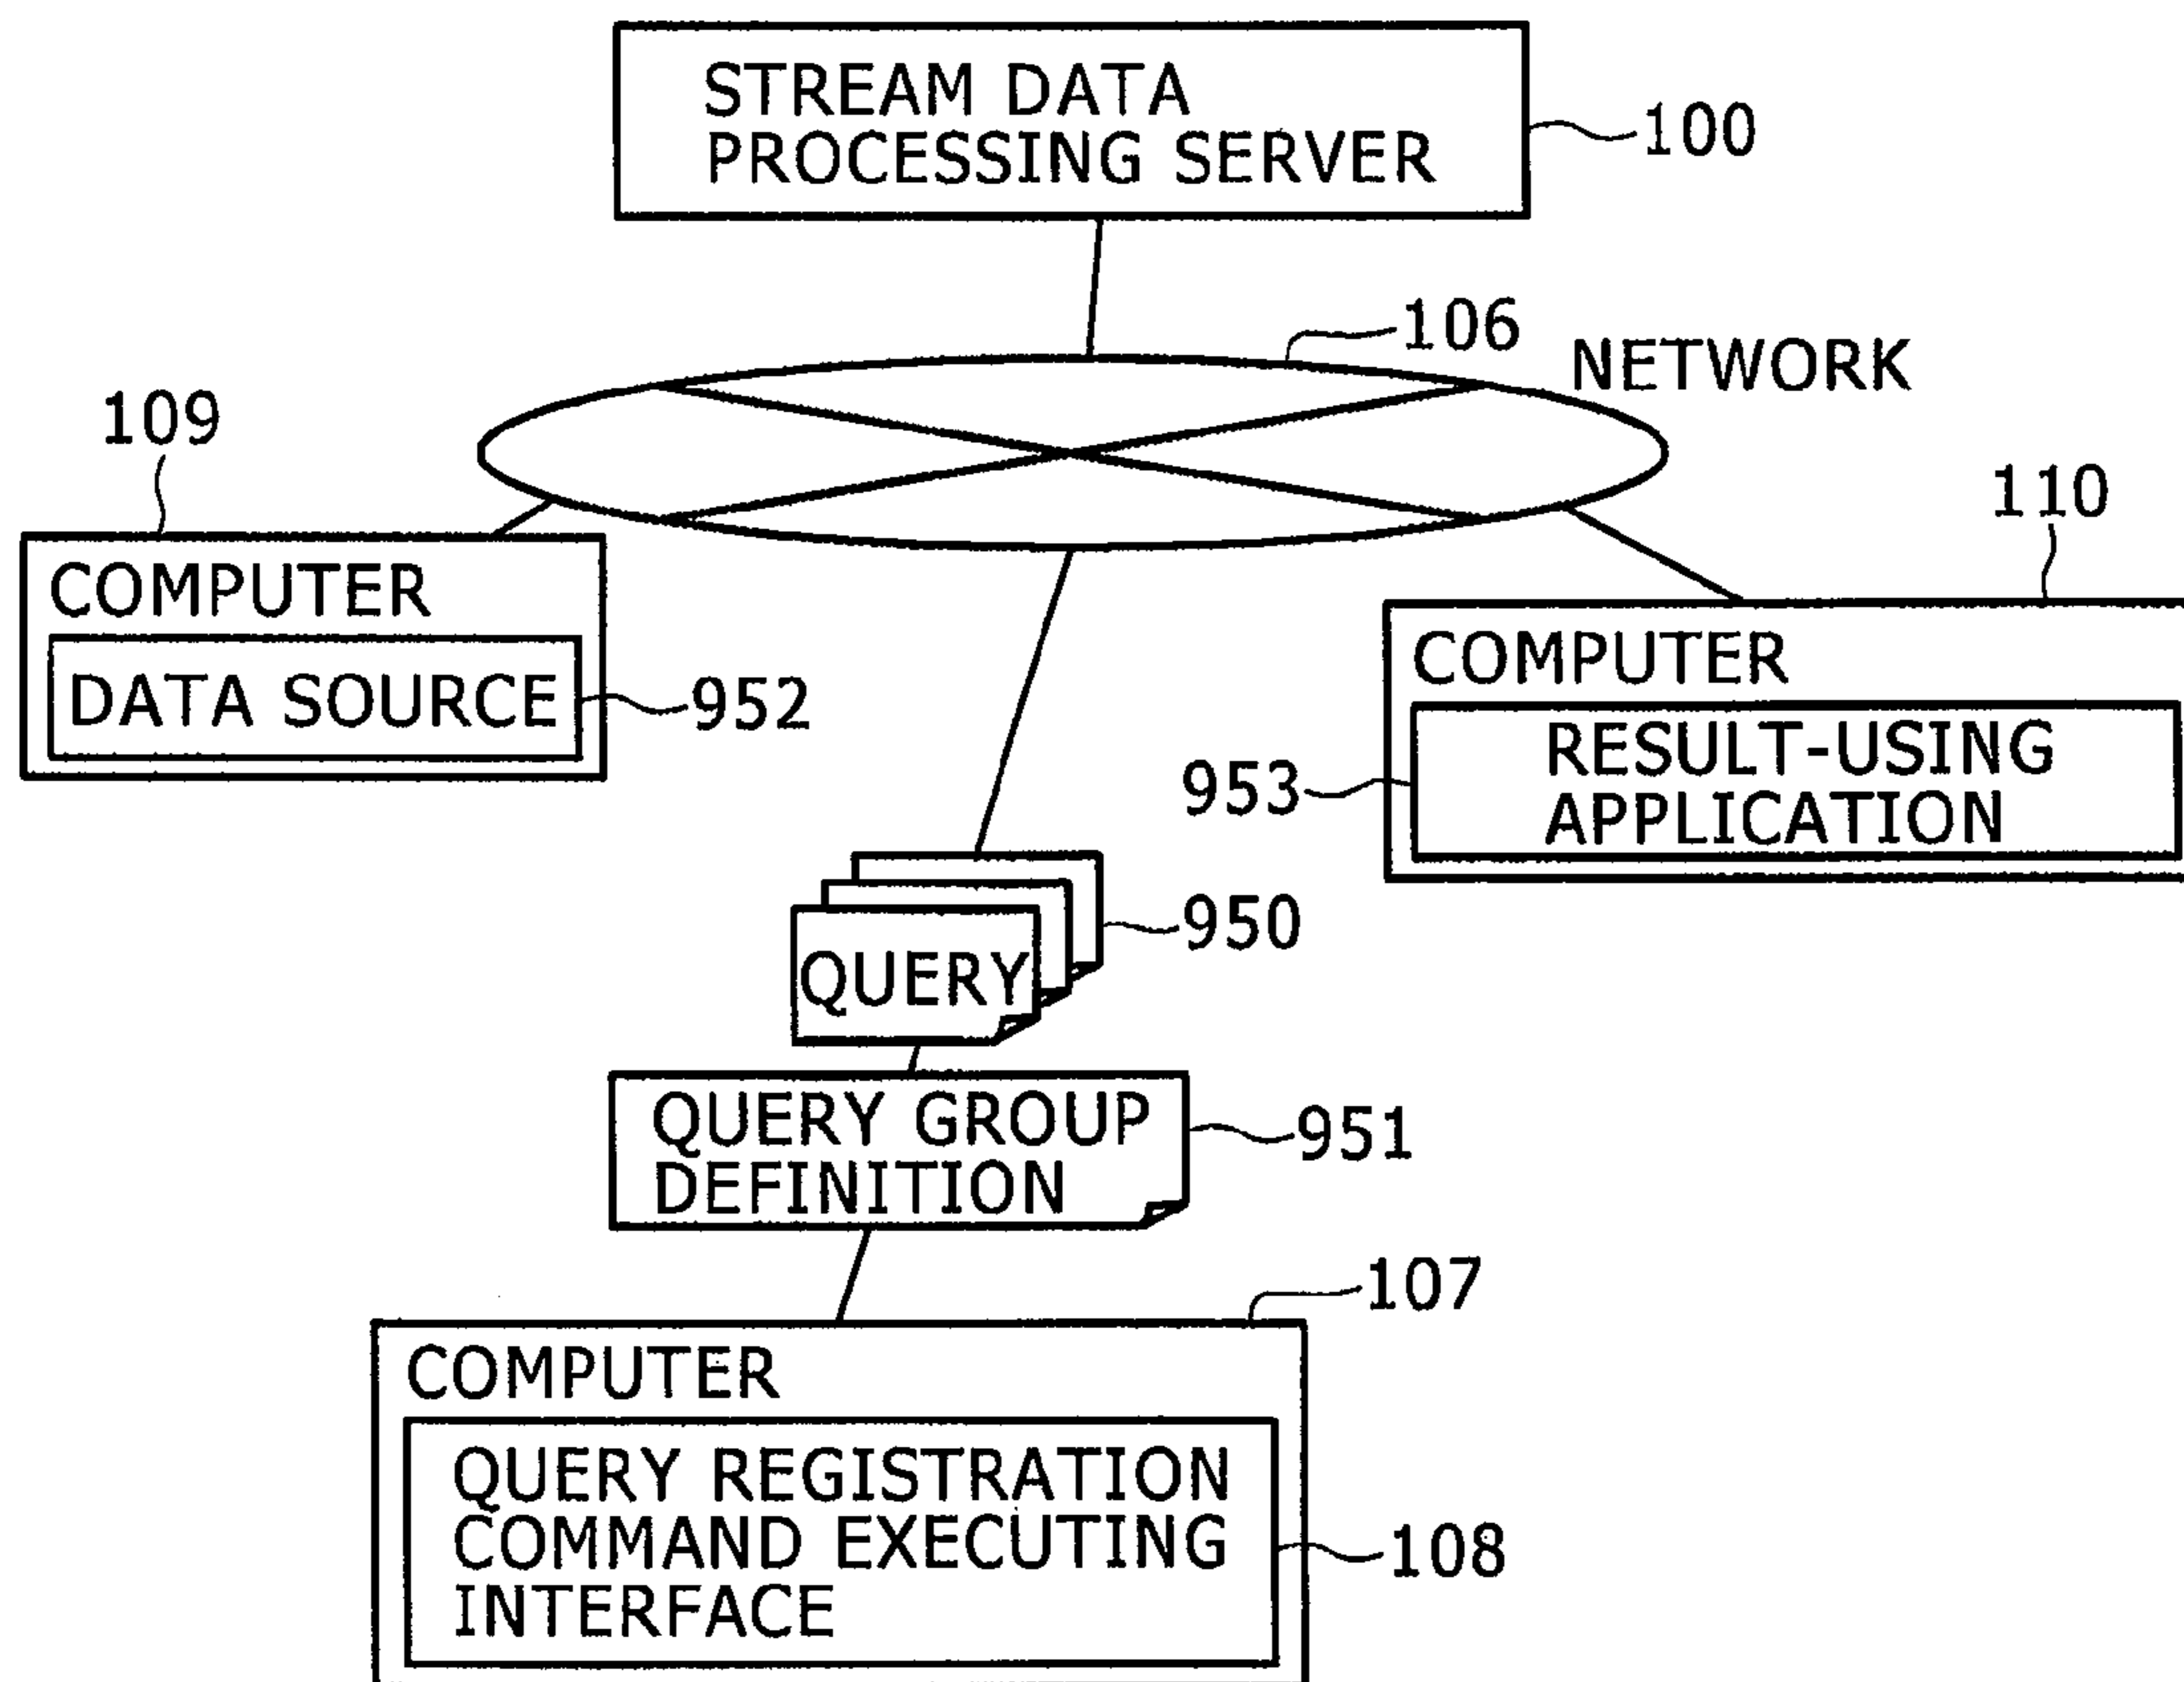 STREAM DATA
PROCESSING SERVER
100
106
NETWORK
109
110
COMPUTER
DATA SOURCE
952
COMPUTER
RESULT-USING
APPLICATION
953
QUERY
950
QUERY GROUP
DEFINITION
951
107
COMPUTER
QUERY REGISTRATION
COMMAND EXECUTING
INTERFACE
108